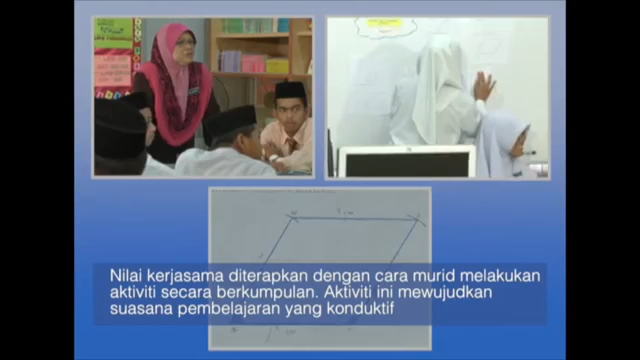 Nilai kerjasama diterapkan dengan cara murid melakukan
aktiviti secara berkumpulan. Aktiviti ini mewujudkan
suasana pembelajaran yang konduktif